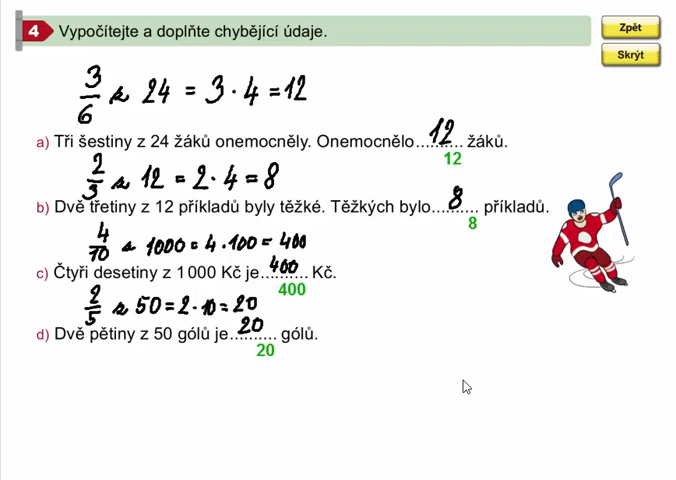 4 Vypočítejte a doplňte chybějící údaje.
Zpět
Skrýt
3/6 z 24 = 3 · 4 = 12
a) Tři šestiny z 24 žáků onemocněly. Onemocnělo 12 žáků.
12
2/3 z 12 = 2 · 4 = 8
b) Dvě třetiny z 12 příkladů byly těžké. Těžkých bylo 8 příkladů.
8
4/10 z 1000 = 4 · 100 = 400
c) Čtyři desetiny z 1 000 Kč je 400 Kč.
400
2/5 z 50 = 2 · 10 = 20
d) Dvě pětiny z 50 gólů je 20 gólů.
20